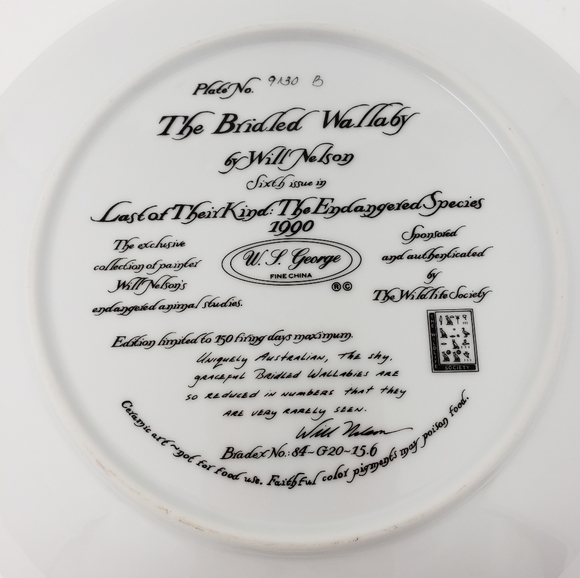 Plate No. 9130 B
The Bridled Wallaby
by Will Nelson
Sixth issue in
Last of Their Kind: The Endangered Species
1990
The exclusive
collection of painter
Will Nelson's
endangered animal studies.
W. S. George
FINE CHINA
®©
Sponsored
and authenticated
by
The Wildlife Society
SOCIETY
Edition limited to 150 firing days maximum.
Uniquely Australian, the shy,
graceful Bridled Wallabies are
so reduced in numbers that they
are very rarely seen.
Will Nelson
Bradex No.: 84-G20-15.6
Ceramic art ~ not for food use. Faithful color pigments may poison food.